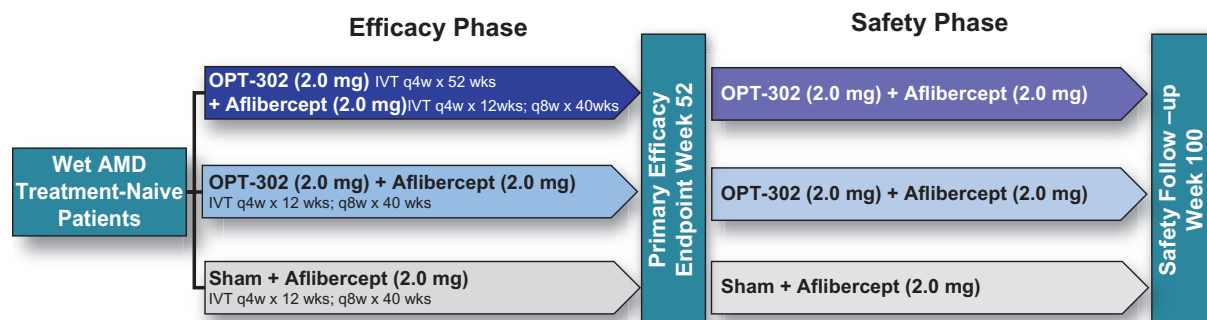 Efficacy Phase
Safety Phase
Wet AMD
Treatment-Naive
Patients
OPT-302 (2.0 mg) IVT q4w x 52 wks
+ Aflibercept (2.0 mg)IVT q4w x 12wks; q8w x 40wks
OPT-302 (2.0 mg) + Aflibercept (2.0 mg)
IVT q4w x 12 wks; q8w x 40 wks
Sham + Aflibercept (2.0 mg)
IVT q4w x 12 wks; q8w x 40 wks
Primary Efficacy
Endpoint Week 52
OPT-302 (2.0 mg) + Aflibercept (2.0 mg)
OPT-302 (2.0 mg) + Aflibercept (2.0 mg)
Sham + Aflibercept (2.0 mg)
Safety Follow –up
Week 100